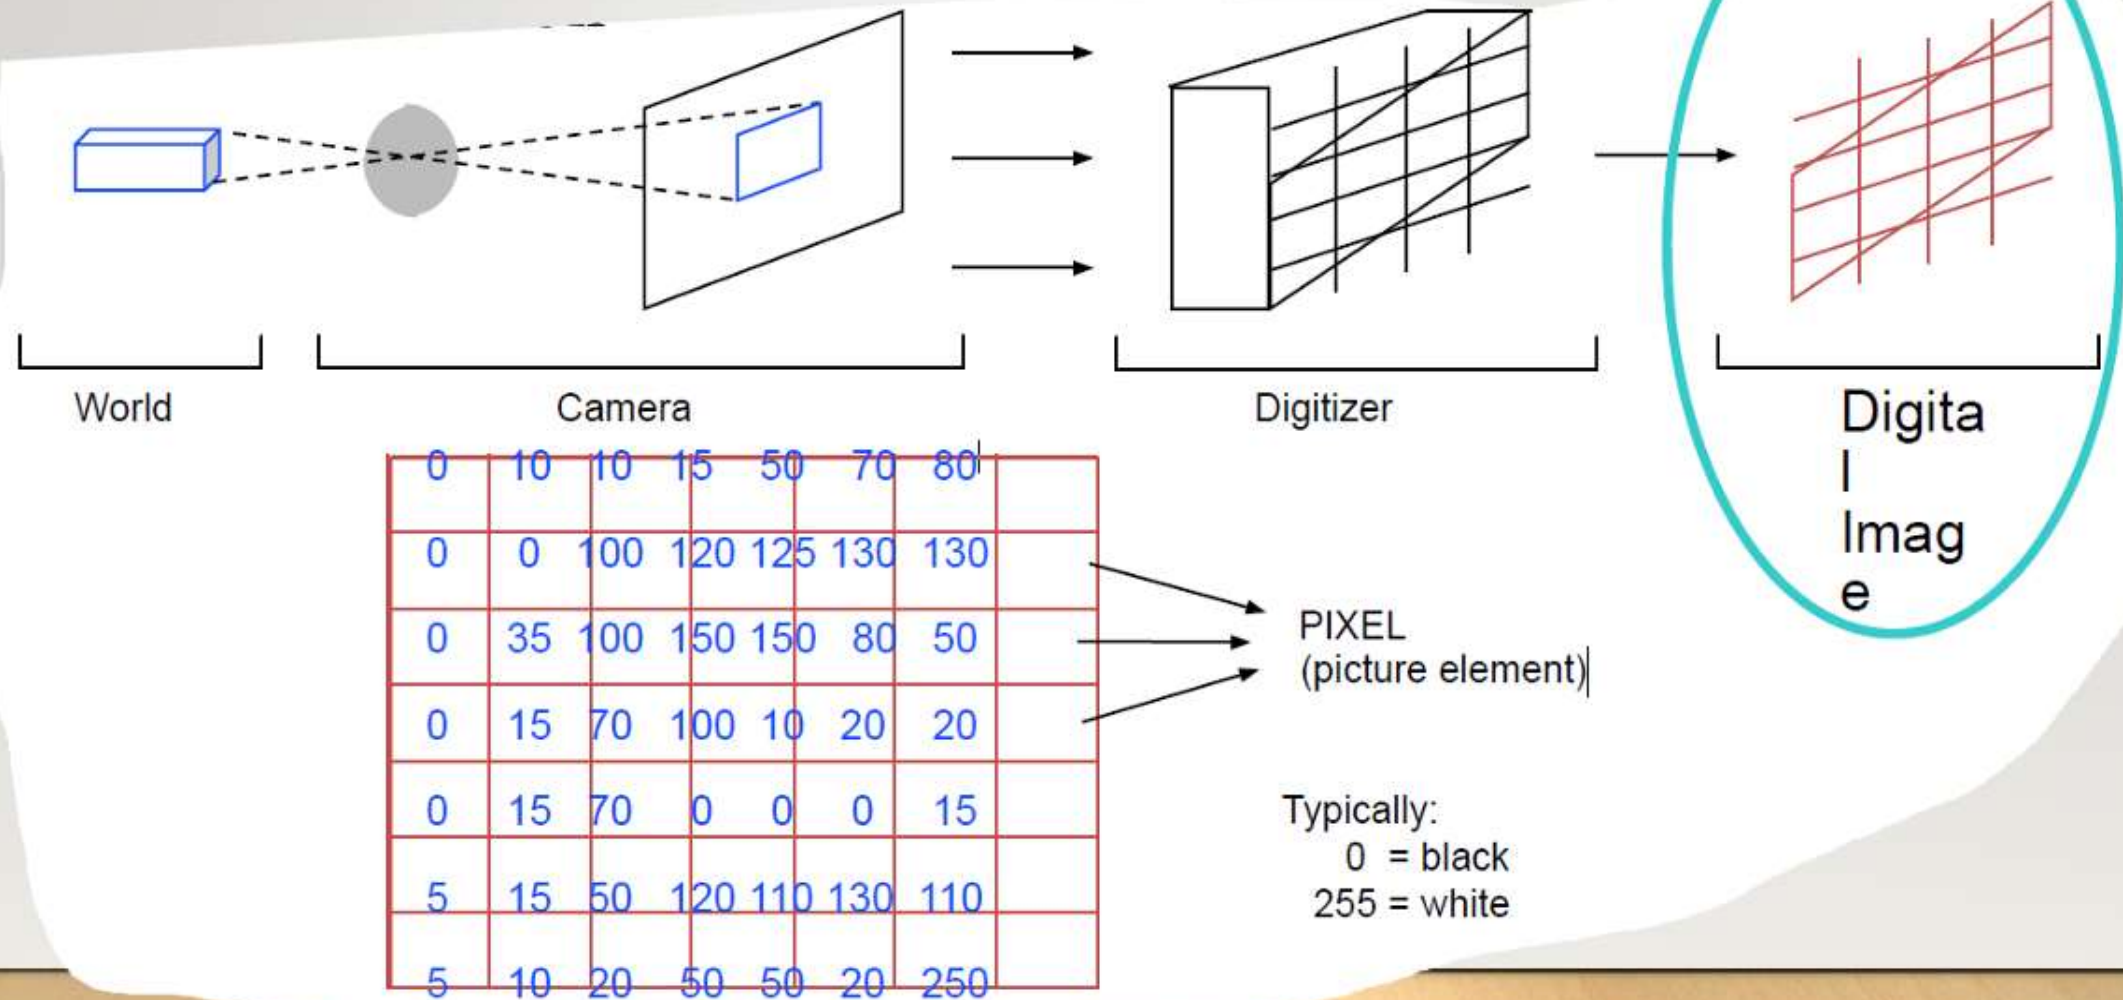 World
Camera
Digitizer
Digita
l
Imag
e
0 10 10 15 50 70 80
0 0 100 120 125 130 130
0 35 100 150 150 80 50
0 15 70 100 10 20 20
0 15 70 0 0 0 15
5 15 50 120 110 130 110
5 10 20 50 50 20 250
PIXEL
(picture element)
Typically:
0 = black
255 = white